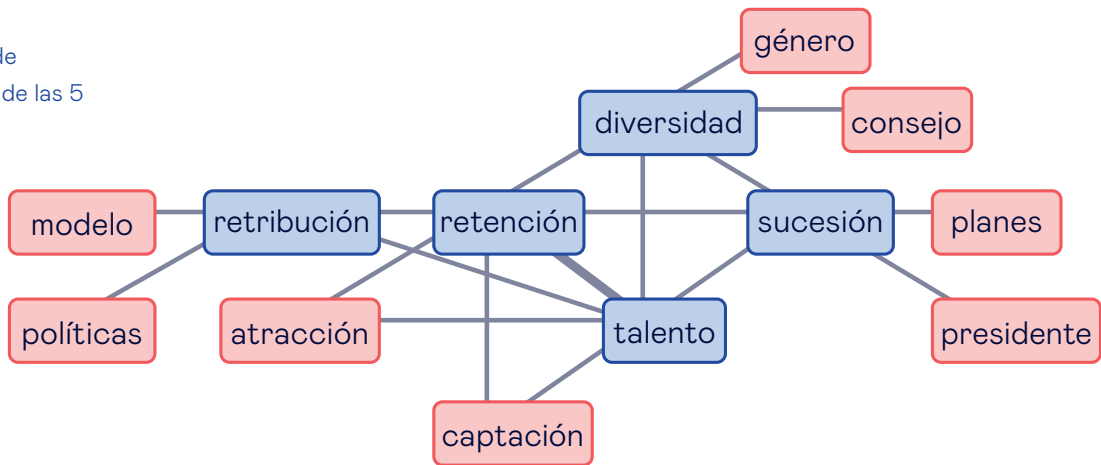 género
de
de las 5
diversidad
consejo
modelo
retribución
retención
sucesión
planes
políticas
atracción
talento
presidente
captación